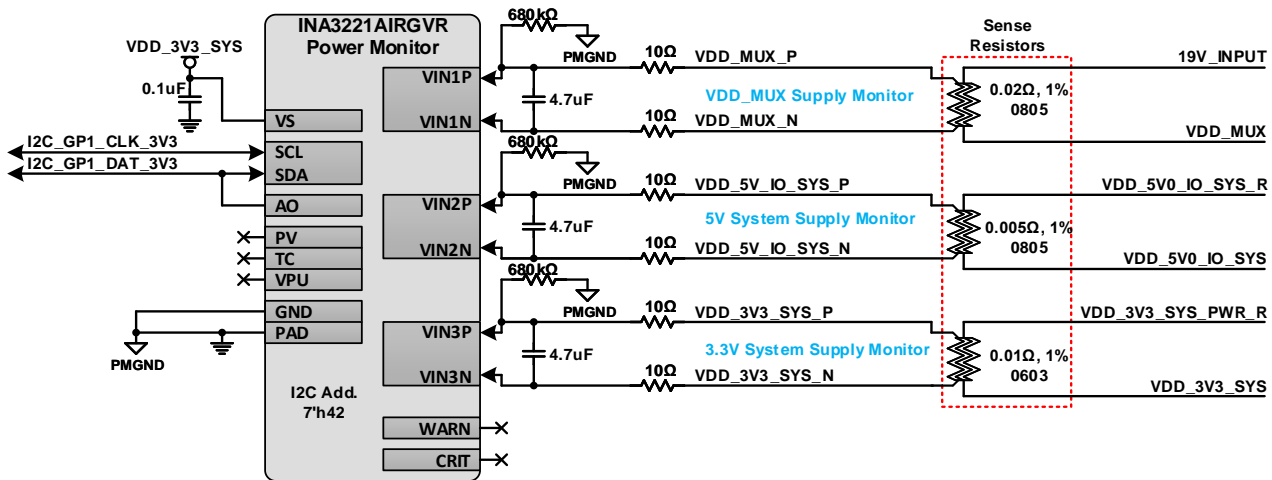 INA3221AIRGVR
Power Monitor
VDD_3V3_SYS
0.1uF
VS
I2C_GP1_CLK_3V3
SCL
I2C_GP1_DAT_3V3
SDA
AO
PV
TC
VPU
GND
PAD
PMGND
I2C Add.
7'h42
VIN1P
VIN1N
VIN2P
VIN2N
VIN3P
VIN3N
WARN
CRIT
680kΩ
PMGND
10Ω
VDD_MUX_P
4.7uF
VDD_MUX Supply Monitor
10Ω
VDD_MUX_N
680kΩ
PMGND
10Ω
VDD_5V_IO_SYS_P
4.7uF
5V System Supply Monitor
10Ω
VDD_5V_IO_SYS_N
680kΩ
PMGND
10Ω
VDD_3V3_SYS_P
4.7uF
3.3V System Supply Monitor
10Ω
VDD_3V3_SYS_N
Sense
Resistors
19V_INPUT
0.02Ω, 1%
0805
VDD_MUX
VDD_5V0_IO_SYS_R
0.005Ω, 1%
0805
VDD_5V0_IO_SYS
VDD_3V3_SYS_PWR_R
0.01Ω, 1%
0603
VDD_3V3_SYS